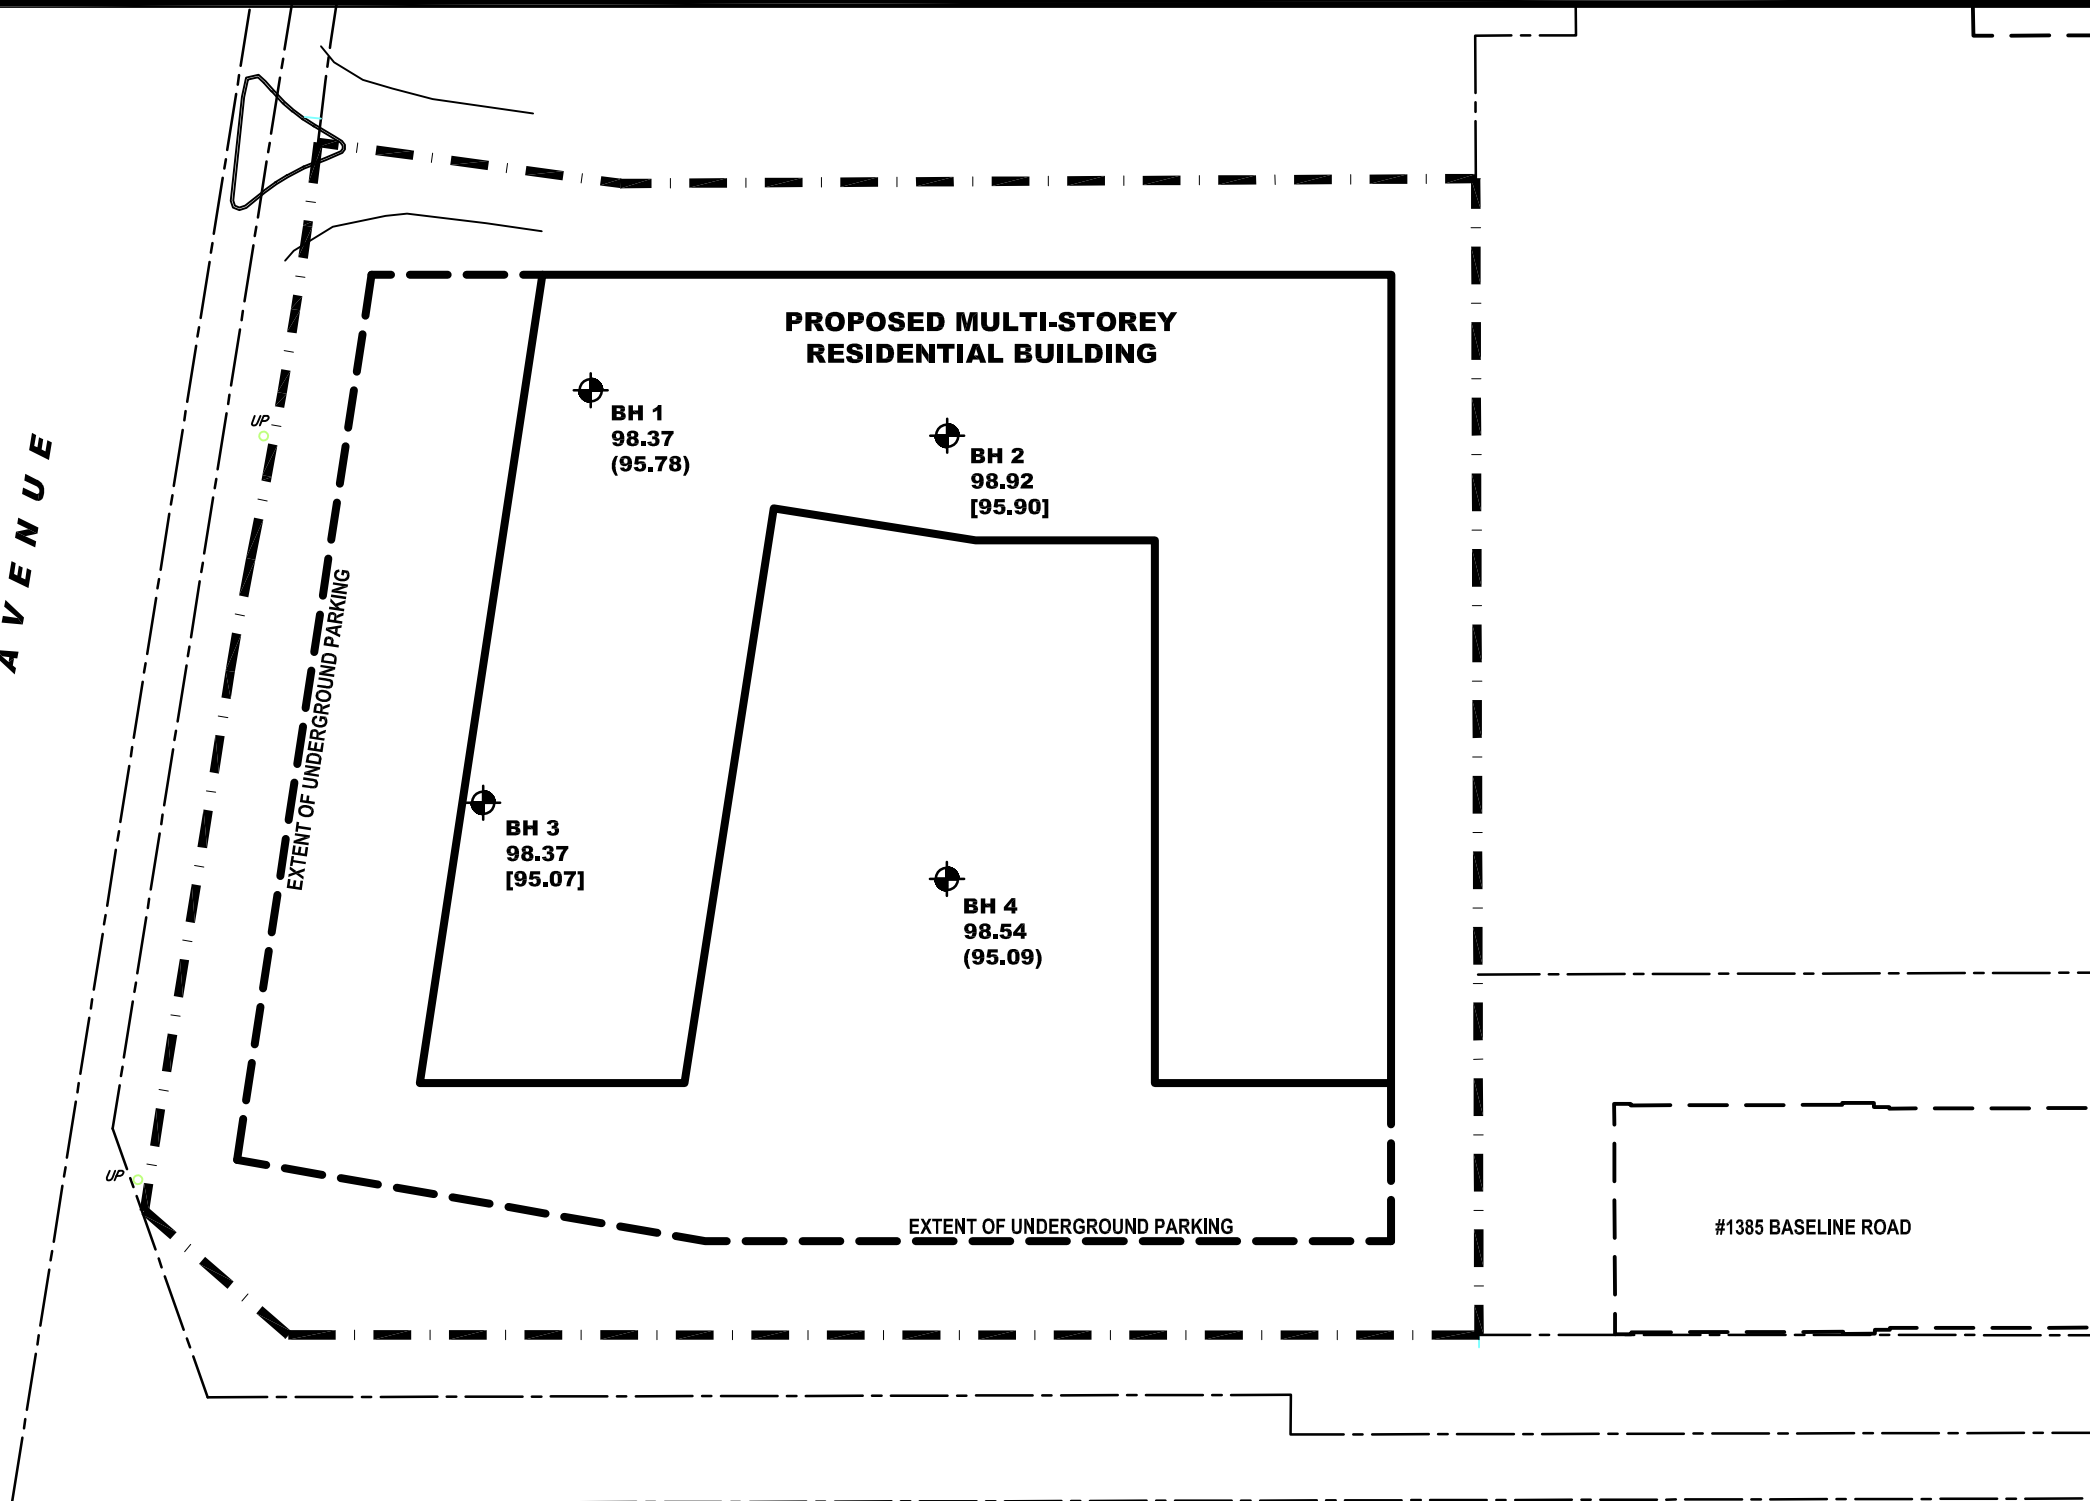 PROPOSED MULTI-STOREY
RESIDENTIAL BUILDING
BH 1
98.37
(95.78)
UP
AVENUE
BH 2
98.92
[95.90]
EXTENT OF UNDERGROUND PARKING
BH 3
98.37
[95.07]
BH 4
98.54
(95.09)
UP
EXTENT OF UNDERGROUND PARKING
#1385 BASELINE ROAD